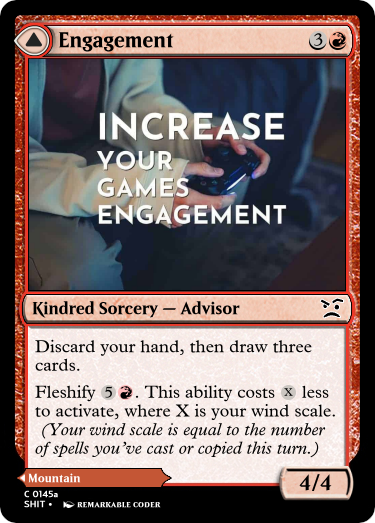 Engagement 3
INCREASE
YOUR
GAMES
ENGAGEMENT
Kindred Sorcery — Advisor
Discard your hand, then draw three
cards.
Fleshify 5 . This ability costs X less
to activate, where X is your wind scale.
(Your wind scale is equal to the number
of spells you’ve cast or copied this turn.)
Mountain
4/4
C 0145a
SHIT • REMARKABLE CODER